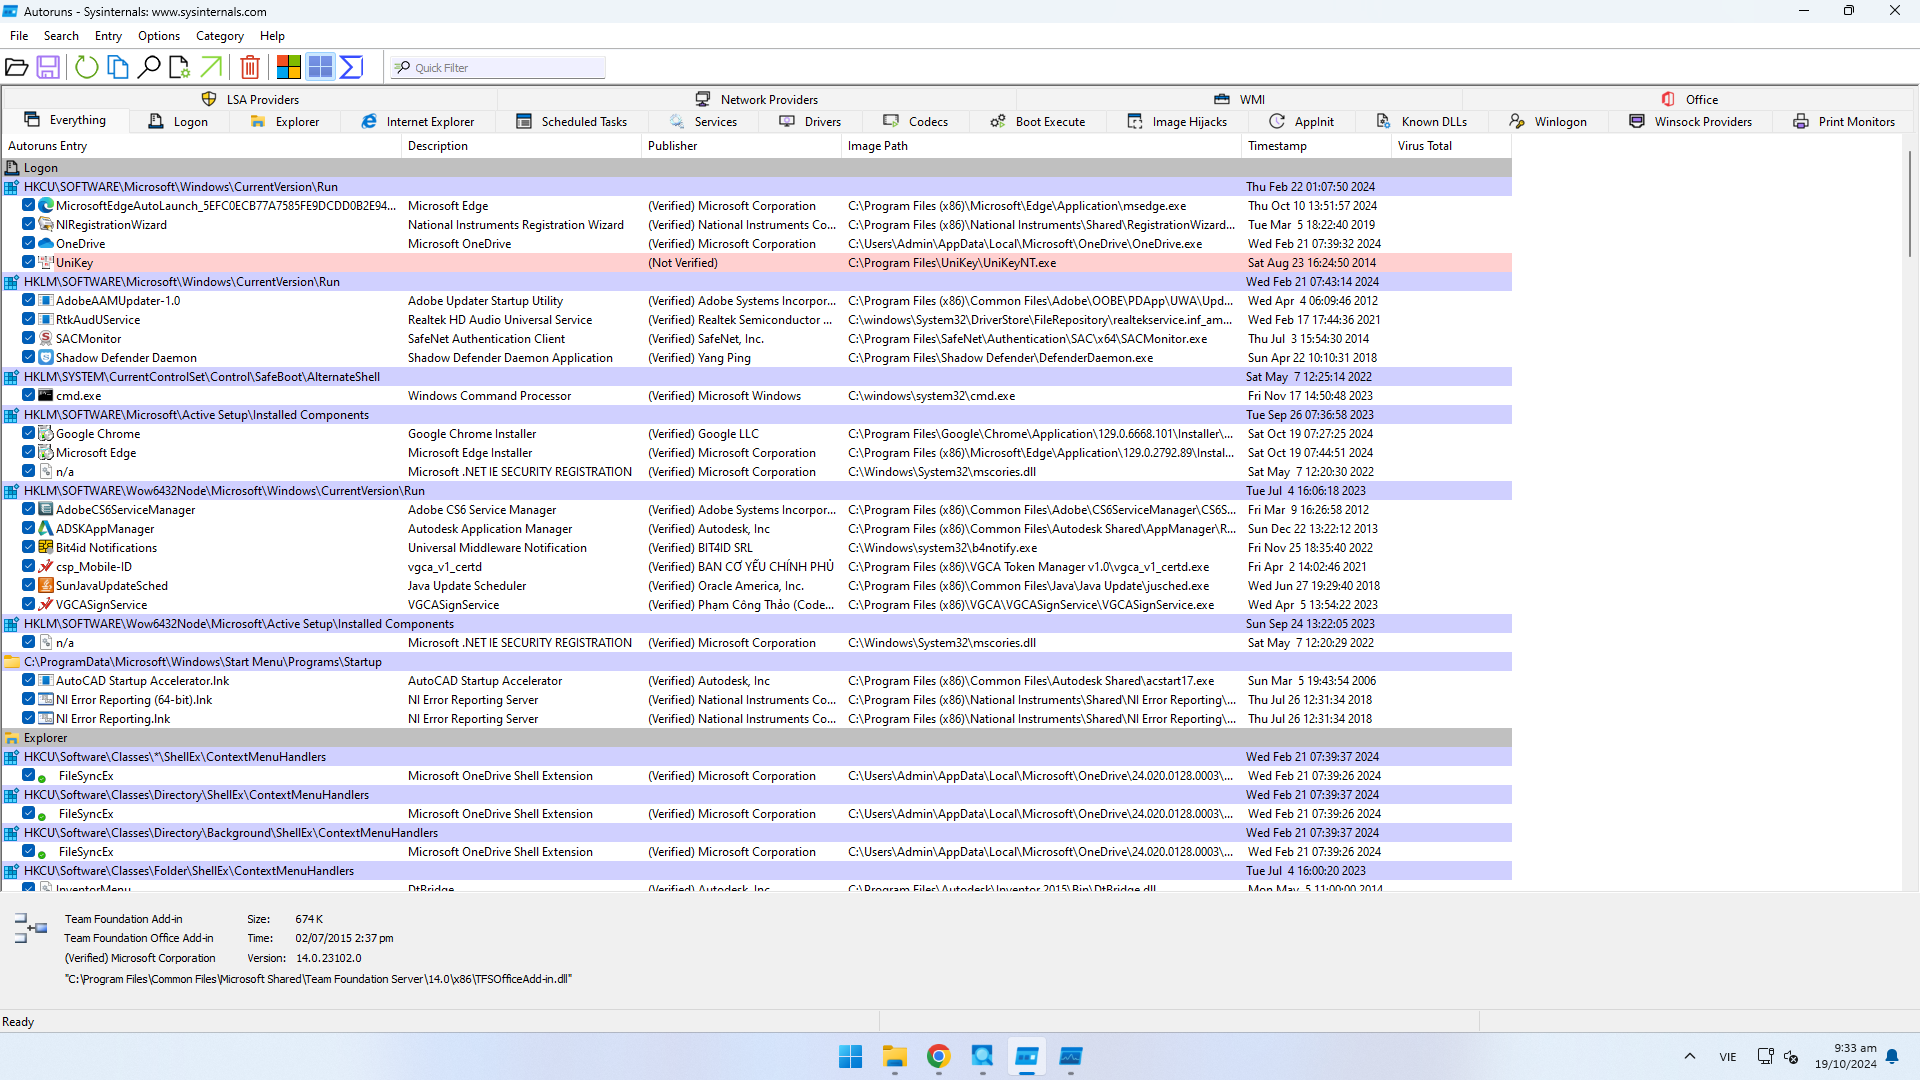 Autoruns - Sysinternals: www.sysinternals.com
File Search Entry Options Category Help
Quick Filter
LSA Providers Network Providers WMI Office
Everything Logon Explorer Internet Explorer Scheduled Tasks Services Drivers Codecs Boot Execute Image Hijacks AppInit Known DLLs Winlogon Winsock Providers Print Monitors
Autoruns Entry Description Publisher Image Path Timestamp Virus Total
Logon
HKCU\SOFTWARE\Microsoft\Windows\CurrentVersion\Run Thu Feb 22 01:07:50 2024
MicrosoftEdgeAutoLaunch_5EFC0ECB77A7585FE9DCDD0B2E94... Microsoft Edge (Verified) Microsoft Corporation C:\Program Files (x86)\Microsoft\Edge\Application\msedge.exe Thu Oct 10 13:51:57 2024
NIRegistrationWizard National Instruments Registration Wizard (Verified) National Instruments Co... C:\Program Files (x86)\National Instruments\Shared\RegistrationWizard... Tue Mar 5 18:22:40 2019
OneDrive Microsoft OneDrive (Verified) Microsoft Corporation C:\Users\Admin\AppData\Local\Microsoft\OneDrive\OneDrive.exe Wed Feb 21 07:39:32 2024
UniKey (Not Verified) C:\Program Files\UniKey\UniKeyNT.exe Sat Aug 23 16:24:50 2014
HKLM\SOFTWARE\Microsoft\Windows\CurrentVersion\Run Wed Feb 21 07:43:14 2024
AdobeAAMUpdater-1.0 Adobe Updater Startup Utility (Verified) Adobe Systems Incorpor... C:\Program Files (x86)\Common Files\Adobe\OOBE\PDApp\UWA\Upd... Wed Apr 4 06:09:46 2012
RtkAudUService Realtek HD Audio Universal Service (Verified) Realtek Semiconductor ... C:\windows\System32\DriverStore\FileRepository\realtekservice.inf_am... Wed Feb 17 17:44:36 2021
SACMonitor SafeNet Authentication Client (Verified) SafeNet, Inc. C:\Program Files\SafeNet\Authentication\SAC\x64\SACMonitor.exe Thu Jul 3 15:54:30 2014
Shadow Defender Daemon Shadow Defender Daemon Application (Verified) Yang Ping C:\Program Files\Shadow Defender\DefenderDaemon.exe Sun Apr 22 10:10:31 2018
HKLM\SYSTEM\CurrentControlSet\Control\SafeBoot\AlternateShell Sat May 7 12:25:14 2022
cmd.exe Windows Command Processor (Verified) Microsoft Windows C:\windows\system32\cmd.exe Fri Nov 17 14:50:48 2023
HKLM\SOFTWARE\Microsoft\Active Setup\Installed Components Tue Sep 26 07:36:58 2023
Google Chrome Google Chrome Installer (Verified) Google LLC C:\Program Files\Google\Chrome\Application\129.0.6668.101\Installer\... Sat Oct 19 07:27:25 2024
Microsoft Edge Microsoft Edge Installer (Verified) Microsoft Corporation C:\Program Files (x86)\Microsoft\Edge\Application\129.0.2792.89\Instal... Sat Oct 19 07:44:51 2024
n/a Microsoft .NET IE SECURITY REGISTRATION (Verified) Microsoft Corporation C:\Windows\System32\mscories.dll Sat May 7 12:20:30 2022
HKLM\SOFTWARE\Wow6432Node\Microsoft\Windows\CurrentVersion\Run Tue Jul 4 16:06:18 2023
AdobeCS6ServiceManager Adobe CS6 Service Manager (Verified) Adobe Systems Incorpor... C:\Program Files (x86)\Common Files\Adobe\CS6ServiceManager\CS6S... Fri Mar 9 16:26:58 2012
ADSKAppManager Autodesk Application Manager (Verified) Autodesk, Inc C:\Program Files (x86)\Common Files\Autodesk Shared\AppManager\R... Sun Dec 22 13:22:12 2013
Bit4id Notifications Universal Middleware Notification (Verified) BIT4ID SRL C:\Windows\system32\b4notify.exe Fri Nov 25 18:35:40 2022
csp_Mobile-ID vgca_v1_certd (Verified) BAN CƠ YẾU CHÍNH PHỦ C:\Program Files (x86)\VGCA Token Manager v1.0\vgca_v1_certd.exe Fri Apr 2 14:02:46 2021
SunJavaUpdateSched Java Update Scheduler (Verified) Oracle America, Inc. C:\Program Files (x86)\Common Files\Java\Java Update\jusched.exe Wed Jun 27 19:29:40 2018
VGCASignService VGCASignService (Verified) Phạm Công Thảo (Code... C:\Program Files (x86)\VGCA\VGCASignService\VGCASignService.exe Wed Apr 5 13:54:22 2023
HKLM\SOFTWARE\Wow6432Node\Microsoft\Active Setup\Installed Components Sun Sep 24 13:22:05 2023
n/a Microsoft .NET IE SECURITY REGISTRATION (Verified) Microsoft Corporation C:\Windows\System32\mscories.dll Sat May 7 12:20:29 2022
C:\ProgramData\Microsoft\Windows\Start Menu\Programs\Startup
AutoCAD Startup Accelerator.lnk AutoCAD Startup Accelerator (Verified) Autodesk, Inc C:\Program Files (x86)\Common Files\Autodesk Shared\acstart17.exe Sun Mar 5 19:43:54 2006
NI Error Reporting (64-bit).lnk NI Error Reporting Server (Verified) National Instruments Co... C:\Program Files (x86)\National Instruments\Shared\NI Error Reporting\... Thu Jul 26 12:31:34 2018
NI Error Reporting.lnk NI Error Reporting Server (Verified) National Instruments Co... C:\Program Files (x86)\National Instruments\Shared\NI Error Reporting\... Thu Jul 26 12:31:34 2018
Explorer
HKCU\Software\Classes\*\ShellEx\ContextMenuHandlers Wed Feb 21 07:39:37 2024
FileSyncEx Microsoft OneDrive Shell Extension (Verified) Microsoft Corporation C:\Users\Admin\AppData\Local\Microsoft\OneDrive\24.020.0128.0003\... Wed Feb 21 07:39:26 2024
HKCU\Software\Classes\Directory\ShellEx\ContextMenuHandlers Wed Feb 21 07:39:37 2024
FileSyncEx Microsoft OneDrive Shell Extension (Verified) Microsoft Corporation C:\Users\Admin\AppData\Local\Microsoft\OneDrive\24.020.0128.0003\... Wed Feb 21 07:39:26 2024
HKCU\Software\Classes\Directory\Background\ShellEx\ContextMenuHandlers Wed Feb 21 07:39:37 2024
FileSyncEx Microsoft OneDrive Shell Extension (Verified) Microsoft Corporation C:\Users\Admin\AppData\Local\Microsoft\OneDrive\24.020.0128.0003\... Wed Feb 21 07:39:26 2024
HKCU\Software\Classes\Folder\ShellEx\ContextMenuHandlers Tue Jul 4 16:00:20 2023
InventorMenu DtBridge (Verified) Autodesk, Inc C:\Program Files\Autodesk\Inventor 2015\Bin\DtBridge.dll Mon May 5 11:00:00 2014
Team Foundation Add-in Size: 674 K
Team Foundation Office Add-in Time: 02/07/2015 2:37 pm
(Verified) Microsoft Corporation Version: 14.0.23102.0
"C:\Program Files\Common Files\Microsoft Shared\Team Foundation Server\14.0\x86\TFSOfficeAdd-in.dll"
Ready
VIE
9:33 am
19/10/2024